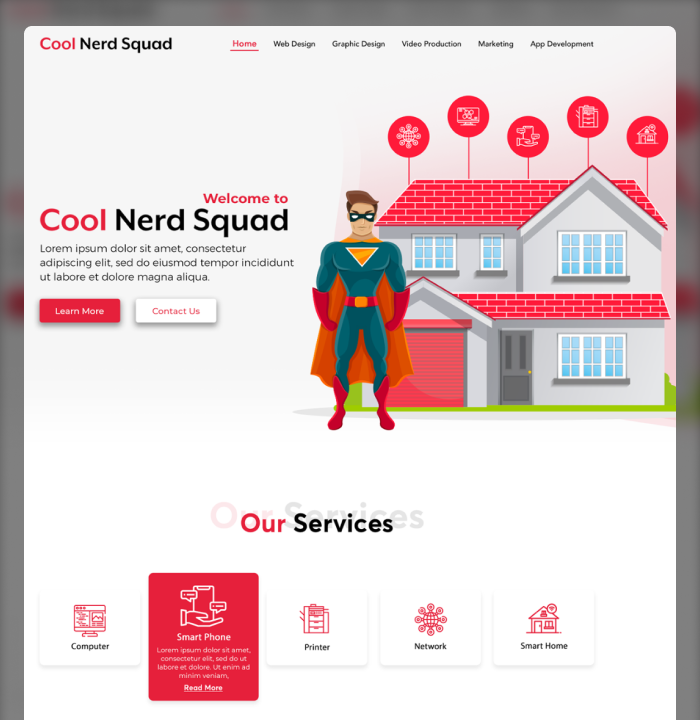 Cool Nerd Squad
Home Web Design Graphic Design Video Production Marketing App Development
Welcome to
Cool Nerd Squad
Lorem ipsum dolor sit amet, consectetur
adipiscing elit, sed do eiusmod tempor incididunt
ut labore et dolore magna aliqua.
Learn More Contact Us
Our Services
Our Services
Computer
Smart Phone
Lorem ipsum dolor sit amet,
consectetur elit, sed do ut
labore et dolore. Ut enim ad
minim veniam,
Read More
Printer
Network
Smart Home